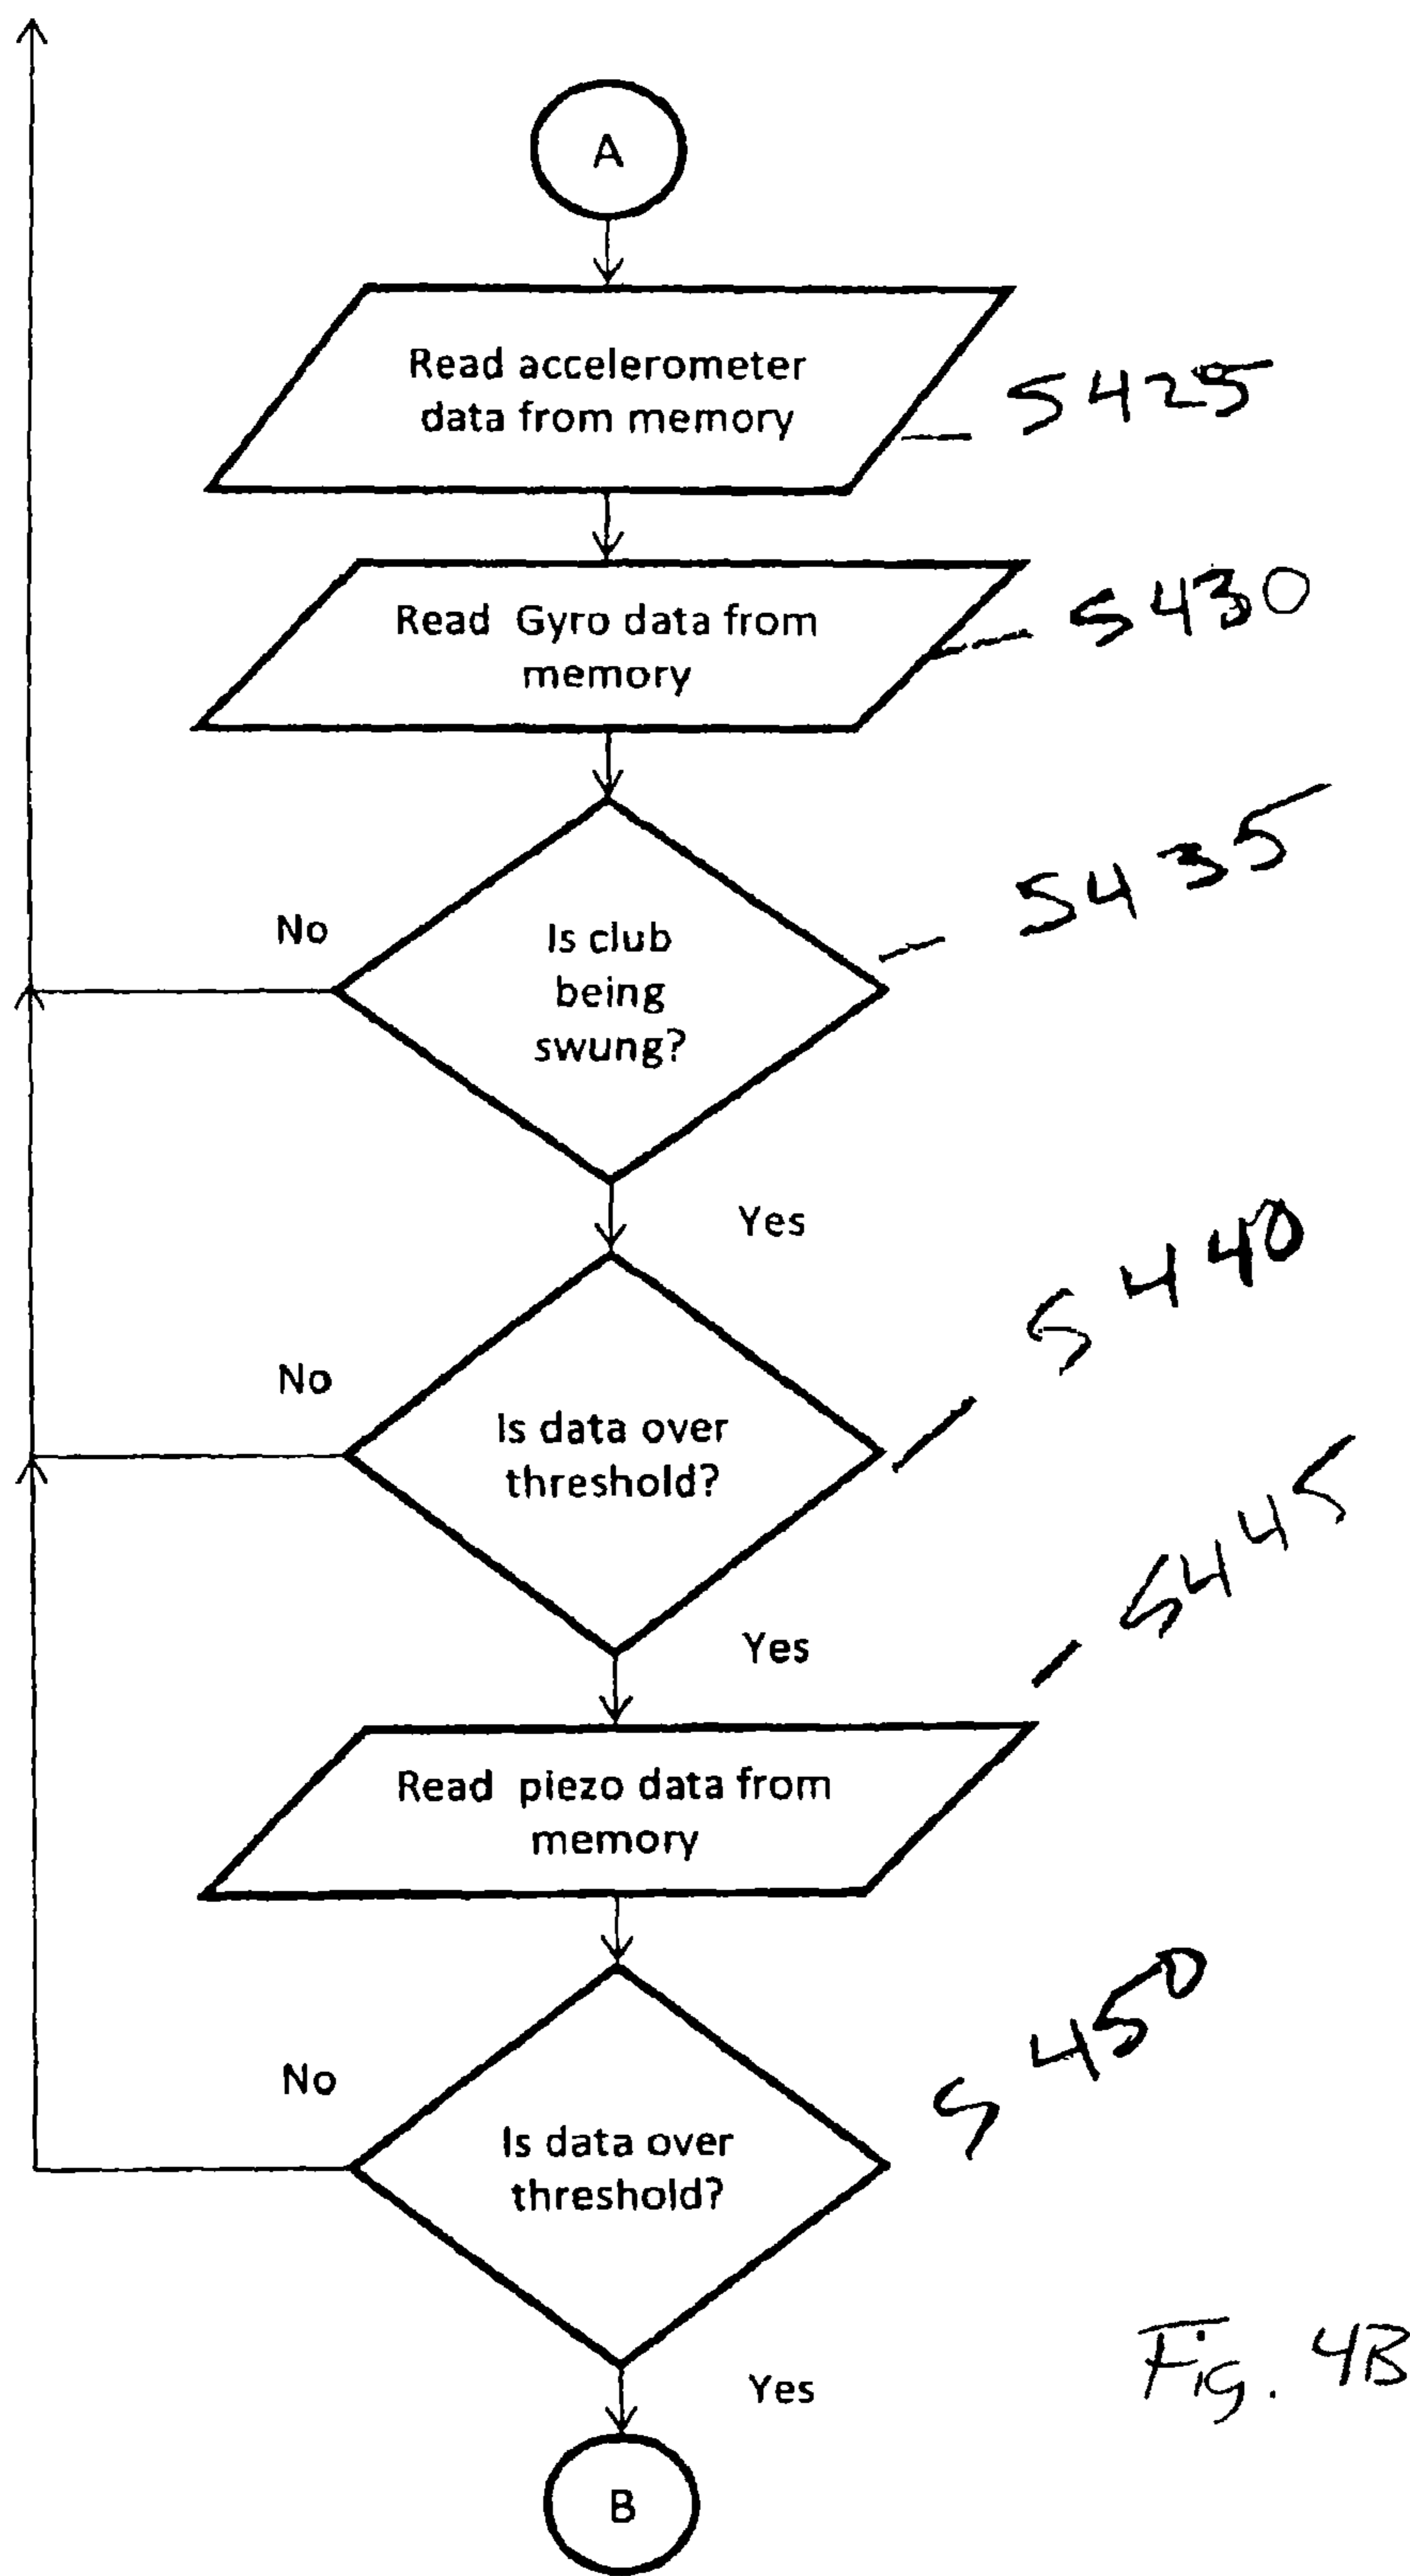 A
Read accelerometer
data from memory
S425
Read Gyro data from
memory
S430
No
Is club
being
swung?
S435
Yes
No
Is data over
threshold?
S440
Yes
Read piezo data from
memory
S445
No
Is data over
threshold?
S450
Yes
B
Fig. 4B